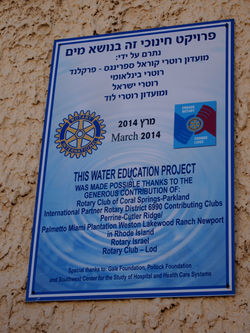 פרויקט חינוכי זה בנושא מים
נתרם על ידי:
מועדון רוטרי קוראל ספרינגס - פרקלנד
רוטרי בינלאומי
רוטרי ישראל
ומועדון רוטרי לוד
מרץ 2014
March 2014
THIS WATER EDUCATION PROJECT
WAS MADE POSSIBLE THANKS TO THE
GENEROUS CONTRIBUTION OF:
Rotary Club of Coral Springs-Parkland
International Partner Rotary District 6990 Contributing Clubs
Perrine-Cutler Ridge/
Palmetto Miami Plantation Weston Lakewood Ranch Newport
in Rhode Island
Rotary Israel
Rotary Club - Lod
Special thanks to: Gale Foundation, Pollock Foundation
and Southwest Center for the Study of Hospital and Health Care Systems